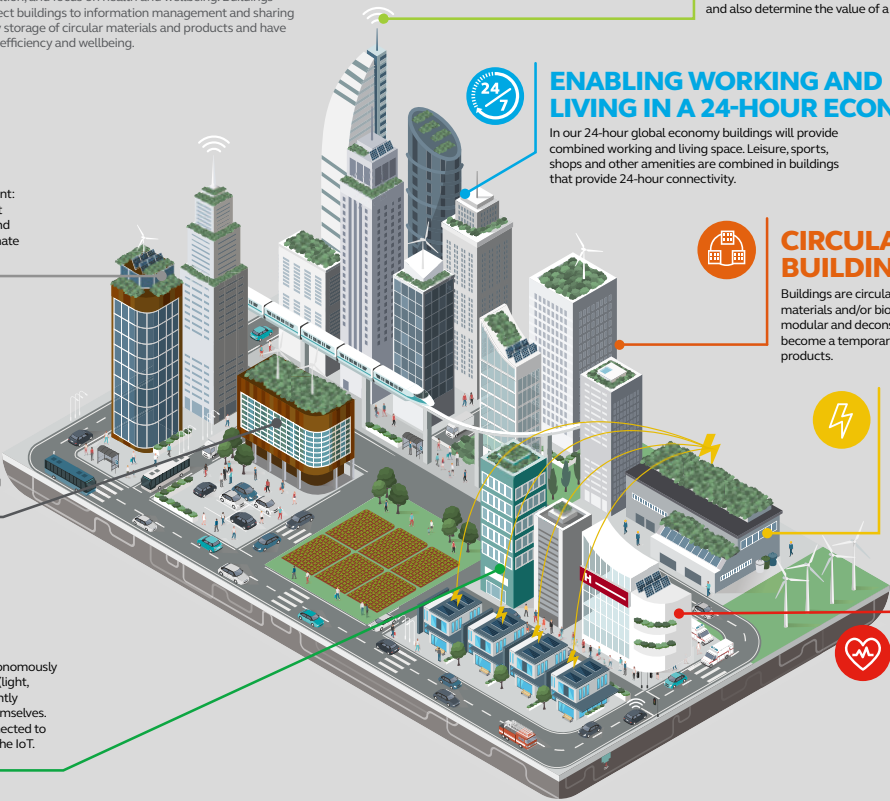 ect buildings to information management and sharing
y storage of circular materials and products and have
efficiency and wellbeing.
and also determine the value of a
24/7
ENABLING WORKING AND
LIVING IN A 24-HOUR ECON
In our 24-hour global economy buildings will provide
combined working and living space. Leisure, sports,
shops and other amenities are combined in buildings
that provide 24-hour connectivity.
nt:
t
nd
nate
CIRCULA
BUILDIN
Buildings are circula
materials and/or bio
modular and decons
become a temporar
products.
H
onomously
(light,
ntly
mselves.
ected to
he IoT.